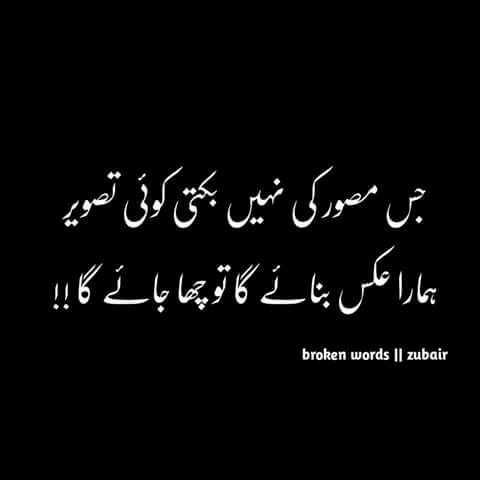 جس مصور کی نہیں بکتی کوئی تصویر
ہمارا عکس بنائے گا تو چھا جائے گا !!
broken words || zubair